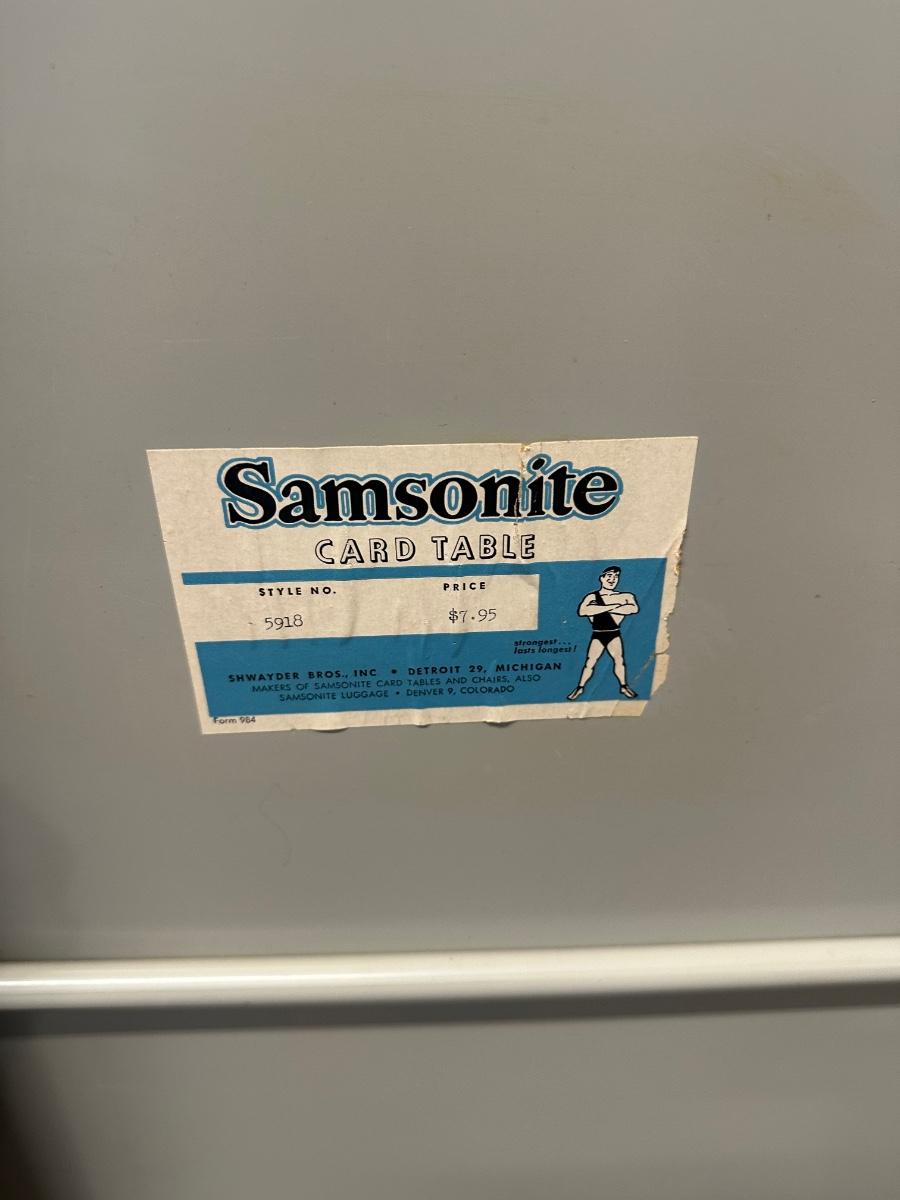 Samsonite
CARD TABLE
STYLE NO. PRICE
5918 $7.95
strongest...
lasts longest!
SHWAYDER BROS., INC • DETROIT 29, MICHIGAN
MAKERS OF SAMSONITE CARD TABLES AND CHAIRS, ALSO
SAMSONITE LUGGAGE • DENVER 9, COLORADO
Form 984